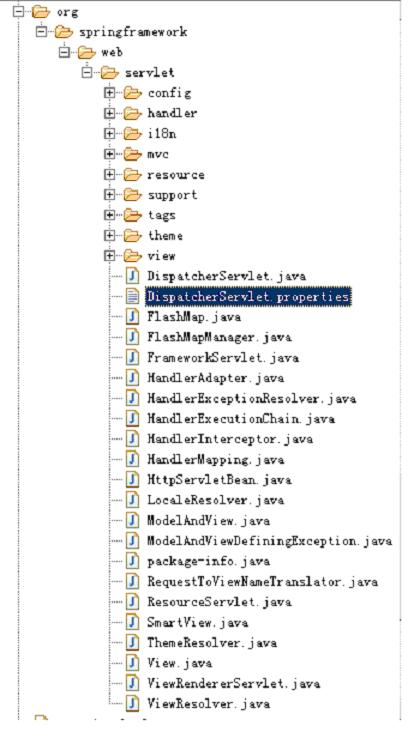 org
springframework
web
servlet
config
handler
i18n
mvc
resource
support
tags
theme
view
DispatcherServlet.java
DispatcherServlet.properties
FlashMap.java
FlashMapManager.java
FrameworkServlet.java
HandlerAdapter.java
HandlerExceptionResolver.java
HandlerExecutionChain.java
HandlerInterceptor.java
HandlerMapping.java
HttpServletBean.java
LocaleResolver.java
ModelAndView.java
ModelAndViewDefiningException.java
package-info.java
RequestToViewNameTranslator.java
ResourceServlet.java
SmartView.java
ThemeResolver.java
View.java
ViewRendererServlet.java
ViewResolver.java